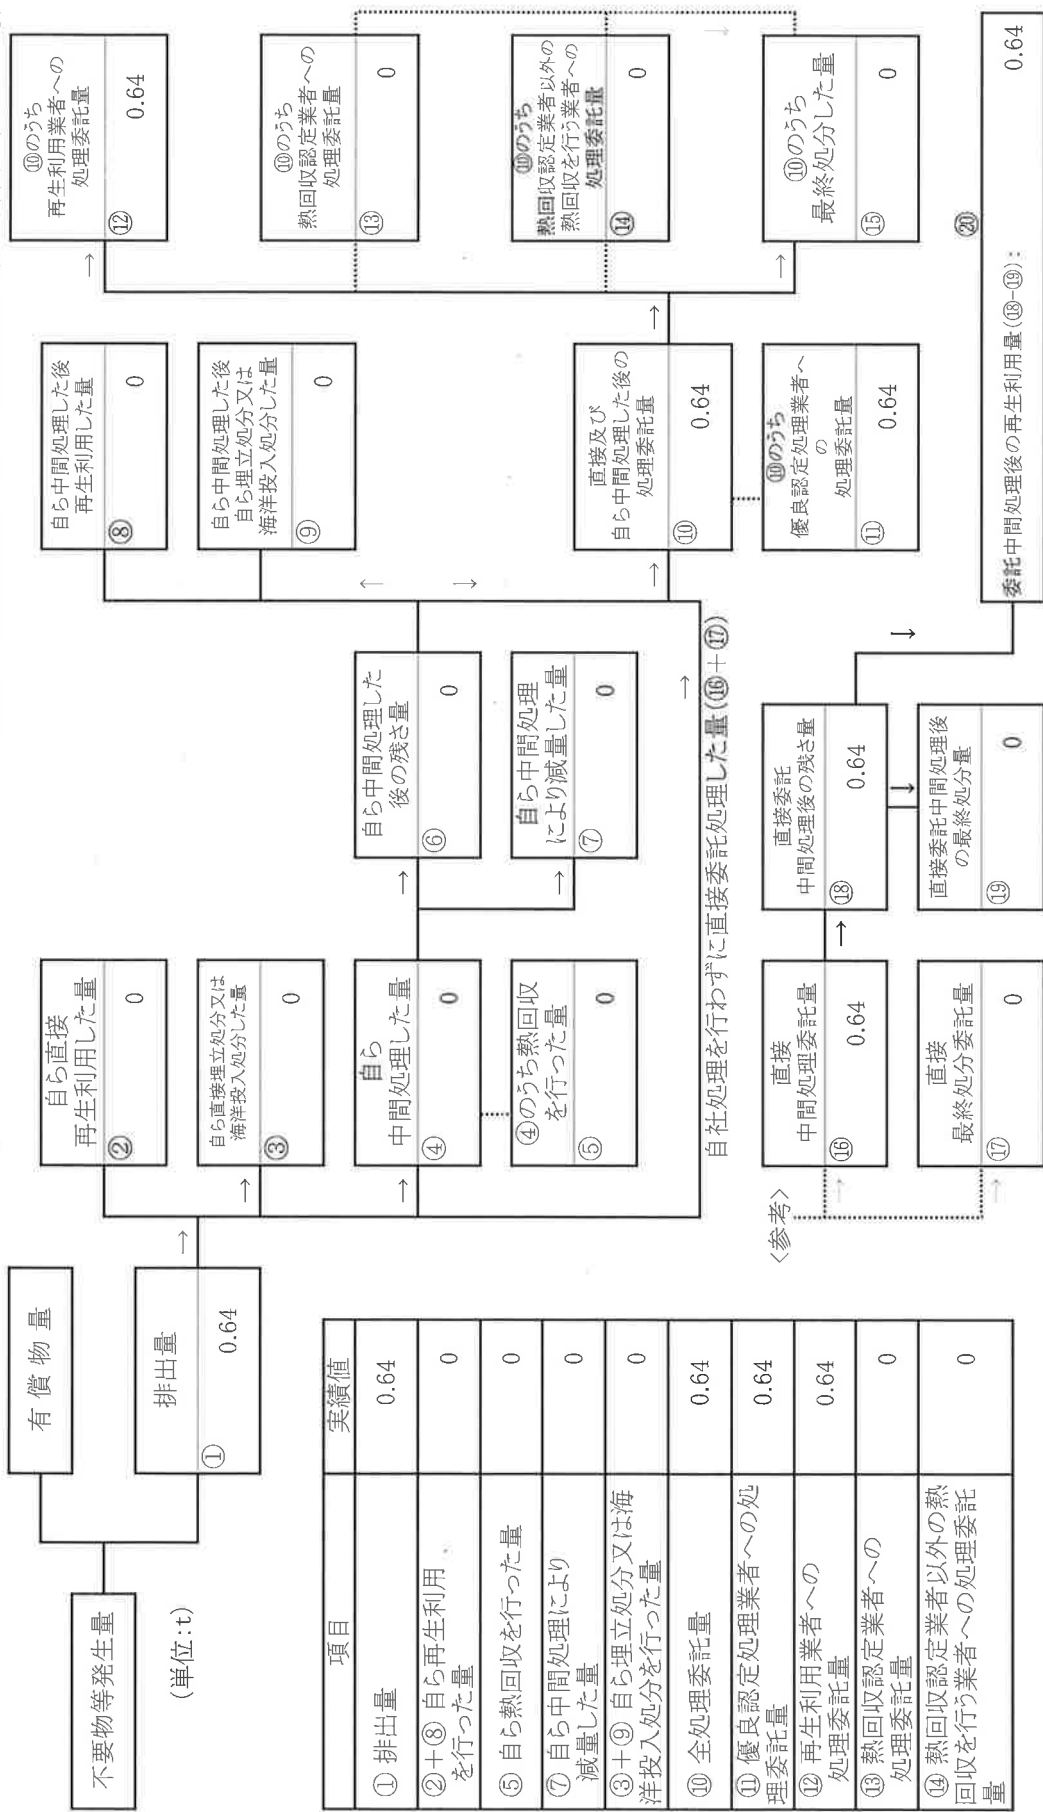 不要物等発生量
(単位:t)
有 償 物 量
排出量
①
0.64
自ら直接
再生利用した量
②
0
自ら直接埋立処分又は
海洋投入処分した量
③
0
自ら
中間処理した量
④
0
④のうち熱回収
を行った量
⑤
0
自ら中間処理した
後の残さ量
⑥
0
自ら中間処理
により減量した量
⑦
0
自ら中間処理した後
再生利用した量
⑧
0
自ら中間処理した後
自ら埋立処分又は
海洋投入処分した量
⑨
0
直接及び
自ら中間処理した後の
処理委託量
⑩
0.64
⑩のうち
優良認定処理業者へ
の
処理委託量
⑪
0.64
⑩のうち
再生利用業者への
処理委託量
⑫
0.64
⑩のうち
熱回収認定業者への
処理委託量
⑬
0
⑩のうち
熱回収認定業者以外の
熱回収を行う業者への
処理委託量
⑭
0
⑩のうち
最終処分した量
⑮
0
自社処理を行わずに直接委託処理した量(⑯+⑰)
<参考>
直接
中間処理委託量
⑯
0.64
直接
最終処分委託量
⑰
0
直接委託
中間処理後の残さ量
⑱
0.64
直接委託中間処理後
の最終処分量
⑲
0
⑳
委託中間処理後の再生利用量(⑱-⑲):
0.64
項目
実績値
①排出量
0.64
②+⑧ 自ら再生利用
を行った量
0
⑤ 自ら熱回収を行った量
0
⑦ 自ら中間処理により
減量した量
0
③+⑨ 自ら埋立処分又は海
洋投入処分を行った量
0
⑩ 全処理委託量
0.64
⑪ 優良認定処理業者への処
理委託量
0.64
⑫ 再生利用業者への
処理委託量
0.64
⑬ 熱回収認定業者への
処理委託量
0
⑭ 熱回収認定業者以外の熱
回収を行う業者への処理委託
量
0